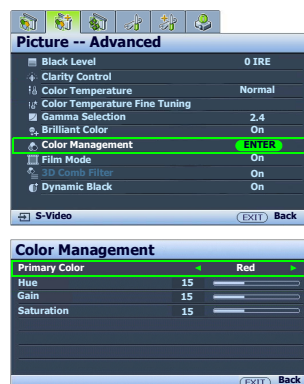 Picture -- Advanced
Black Level 0 IRE
Clarity Control
Color Temperature Normal
Color Temperature Fine Tuning
Gamma Selection 2.4
Brilliant Color On
Color Management ENTER
Film Mode On
3D Comb Filter On
Dynamic Black On
S-Video EXIT Back
Color Management
Primary Color Red
Hue 15
Gain 15
Saturation 15
EXIT Back